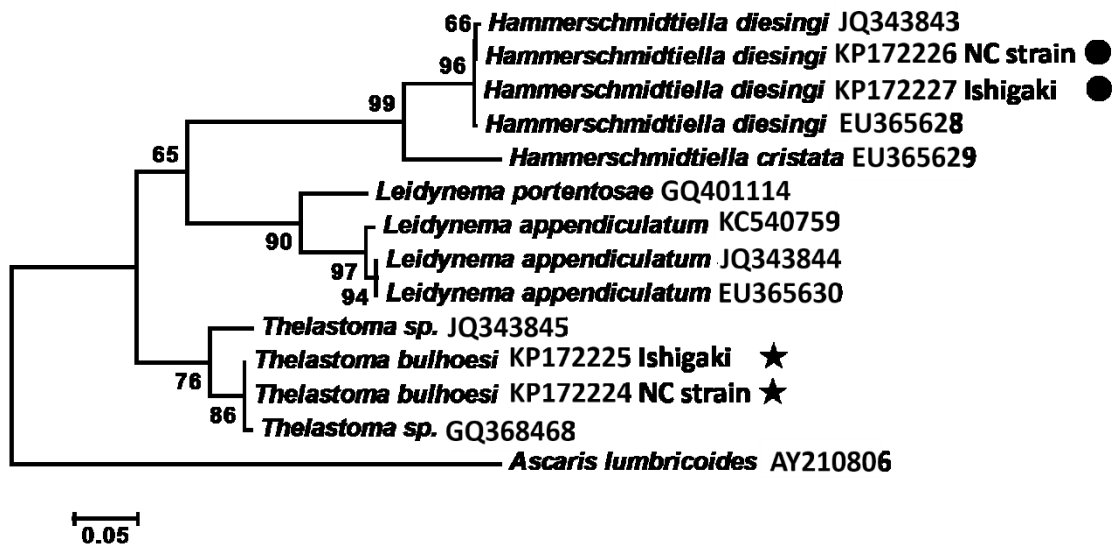 66 Hammerschmidtiella diesingi JQ343843
Hammerschmidtiella diesingi KP172226 NC strain
96
Hammerschmidtiella diesingi KP172227 Ishigaki
99
Hammerschmidtiella diesingi EU365628
65
Hammerschmidtiella cristata EU365629
Leidynema portentosae GQ401114
90
Leidynema appendiculatum KC540759
97
Leidynema appendiculatum JQ343844
94
Leidynema appendiculatum EU365630
Thelastoma sp. JQ343845
76
Thelastoma bulhoesi KP172225 Ishigaki
Thelastoma bulhoesi KP172224 NC strain
86
Thelastoma sp. GQ368468
Ascaris lumbricoides AY210806
0.05